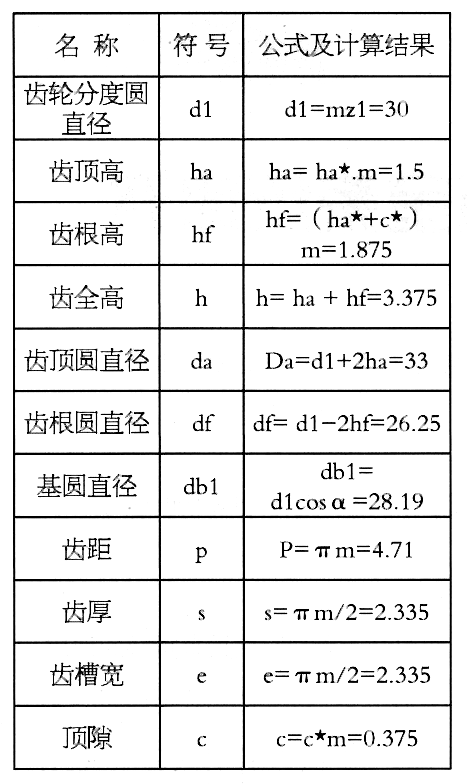 名 称 符 号 公式及计算结果
齿轮分度圆
直径 d1 d1=mz1=30
齿顶高 ha ha= ha★.m=1.5
齿根高 hf hf=（ha★+c★）
m=1.875
齿全高 h h= ha + hf=3.375
齿顶圆直径 da Da=d1+2ha=33
齿根圆直径 df df= d1-2hf=26.25
基圆直径 db1 db1=
d1cosα=28.19
齿距 p P=πm=4.71
齿厚 s s=πm/2=2.335
齿槽宽 e e=πm/2=2.335
顶隙 c c=c★m=0.375